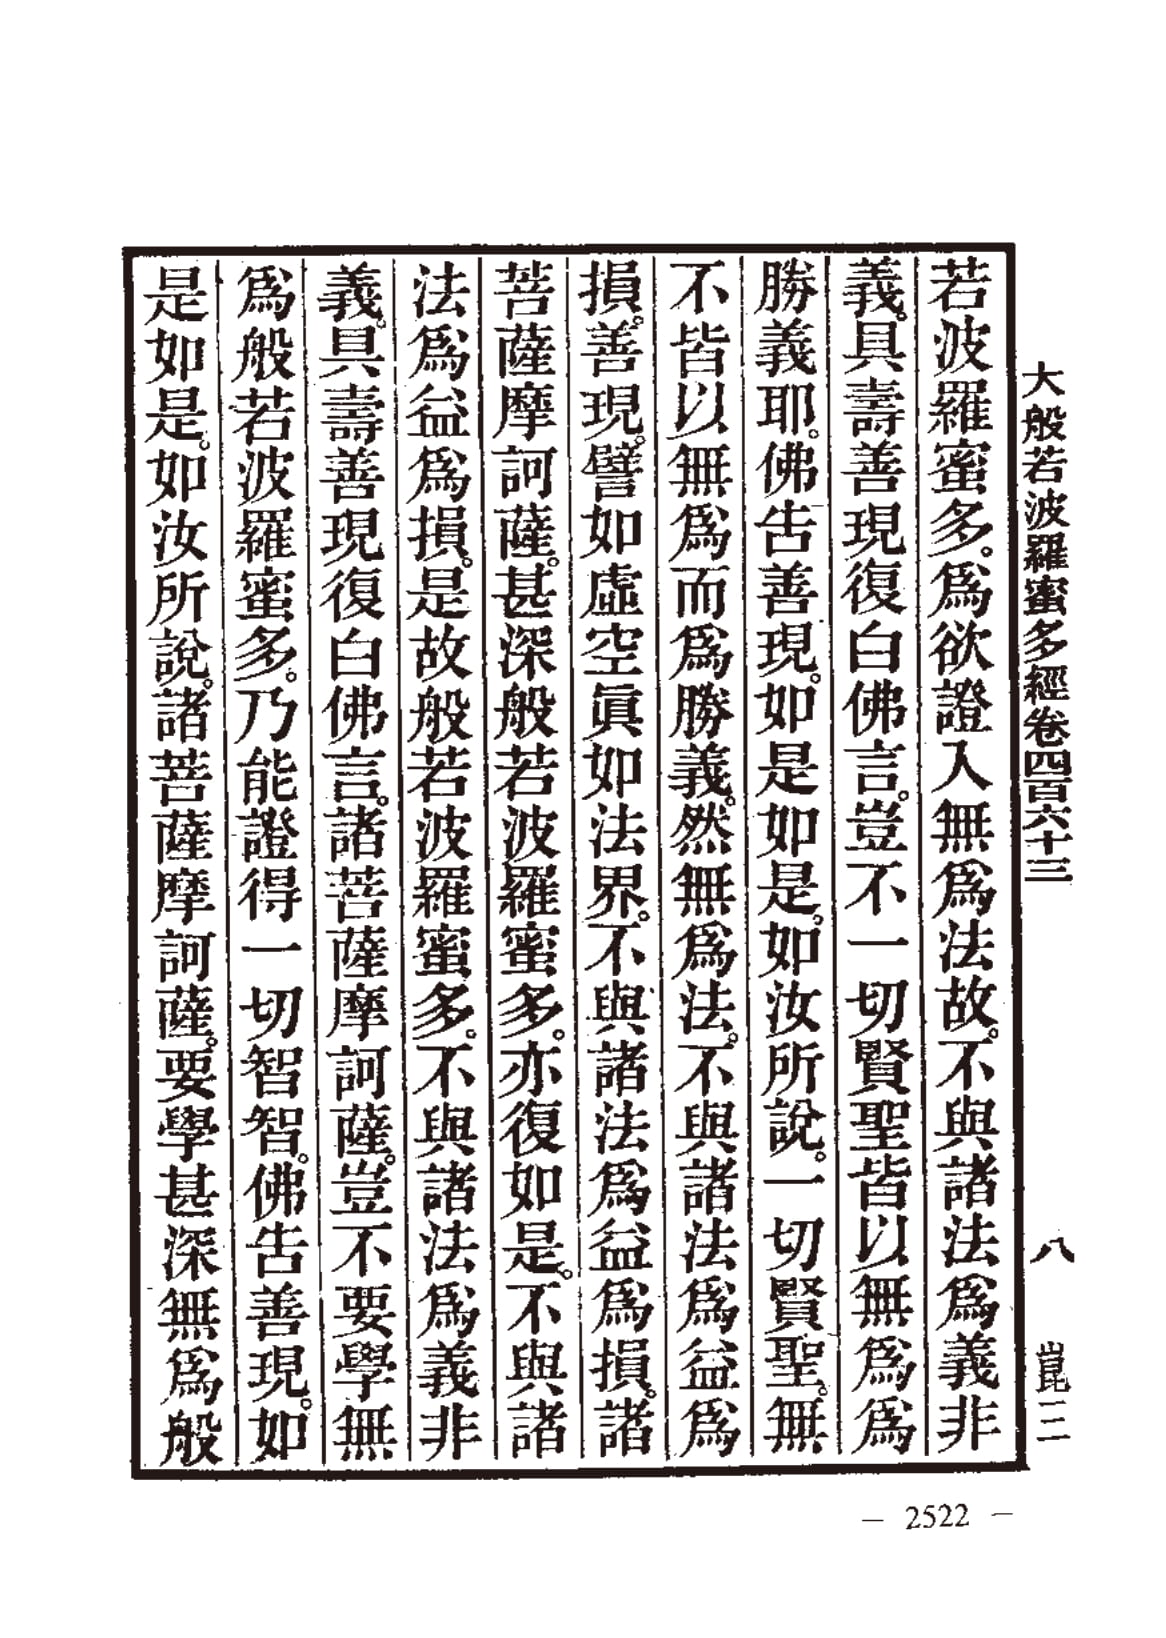 大般若波羅蜜多經卷四百六十三 八 崑三
若波羅蜜多。爲欲證入無爲法故。不與諸法爲義非
義。具壽善現復白佛言。豈不一切賢聖皆以無爲爲
勝義耶。佛告善現。如是如是。如汝所說。一切賢聖。無
不皆以無爲而爲勝義。然無爲法。不與諸法爲益爲
損。善現。譬如虛空眞如法界。不與諸法爲益爲損。諸
菩薩摩訶薩。甚深般若波羅蜜多。亦復如是。不與諸
法爲益爲損。是故般若波羅蜜多。不與諸法爲義非
義。具壽善現復白佛言。諸菩薩摩訶薩。豈不要學無
爲般若波羅蜜多。乃能證得一切智智。佛告善現。如
是如是。如汝所說。諸菩薩摩訶薩。要學甚深無爲般
— 2522 —